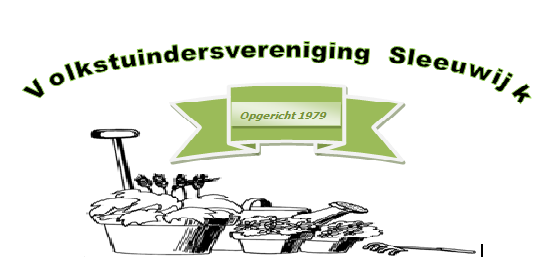 Volkstuindersvereniging Sleeuwijk
Opgericht 1979